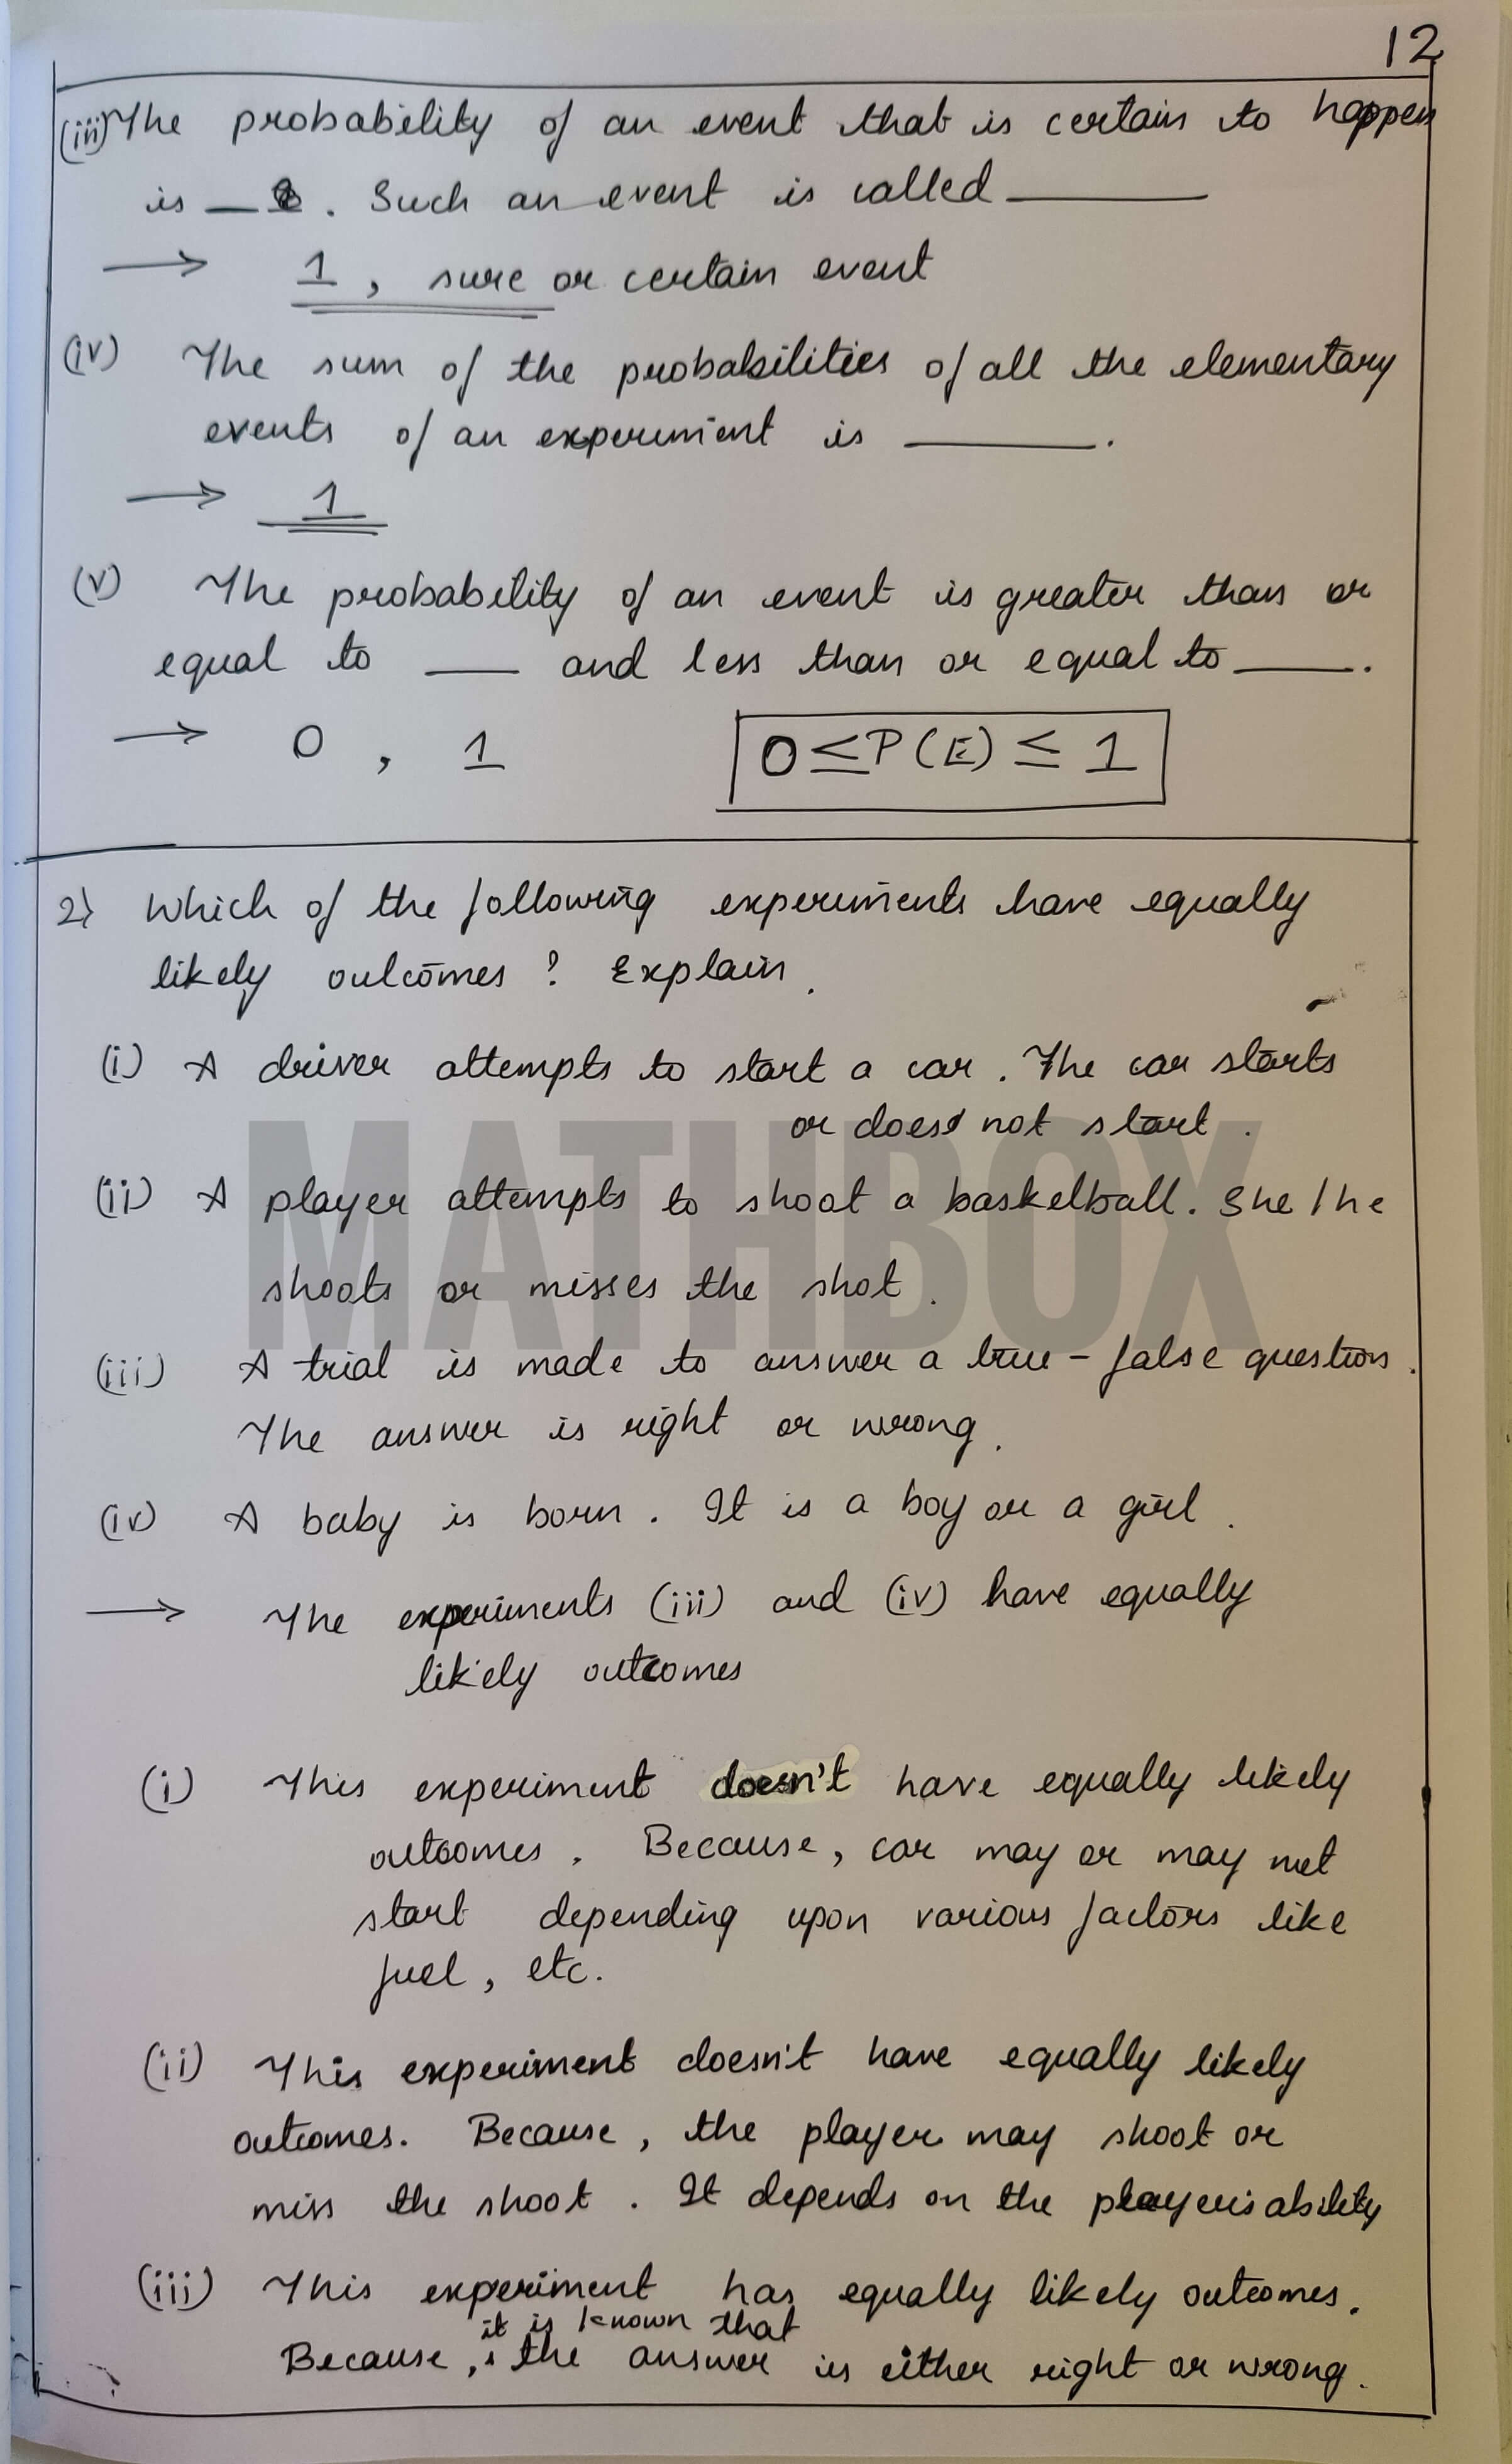 12
(iii) The probability of an event that is certain to happen
is ___. Such an event is called ______
→ 1, sure or certain event
(iv) The sum of the probabilities of all the elementary
events of an experiment is ______.
→ 1
(v) The probability of an event is greater than or
equal to ___ and less than or equal to ____.
→ 0, 1 0≤P(E)≤1
2) Which of the following experiments have equally
likely outcomes? Explain.
(i) A driver attempts to start a car. The car starts
or does not start.
MATHBOX
(ii) A player attempts to shoot a basketball. She/he
shoots or misses the shot.
(iii) A trial is made to answer a true-false question.
The answer is right or wrong.
(iv) A baby is born. It is a boy or a girl.
→ The experiments (iii) and (iv) have equally
likely outcomes
(i) This experiment doesn't have equally likely
outcomes. Because, car may or may not
start depending upon various factors like
fuel, etc.
(ii) This experiment doesn't have equally likely
outcomes. Because, the player may shoot or
miss the shoot. It depends on the player's ability
(iii) This experiment has equally likely outcomes.
it is known that
Because, the answer is either right or wrong.